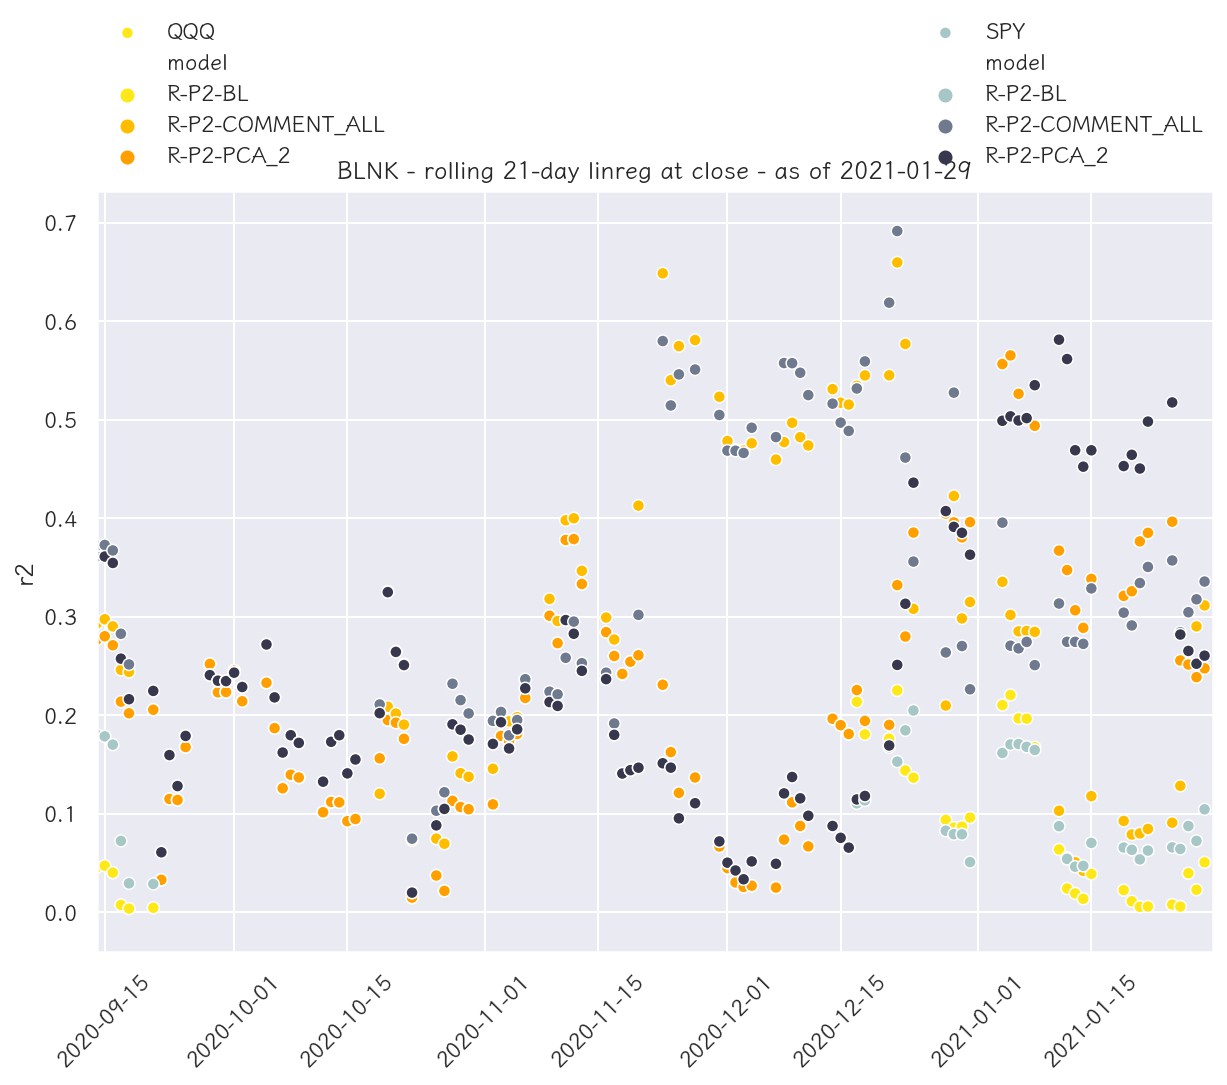 QQQ
model
R-P2-BL
R-P2-COMMENT_ALL
R-P2-PCA_2
SPY
model
R-P2-BL
R-P2-COMMENT_ALL
R-P2-PCA_2
BLNK - rolling 21-day linreg at close - as of 2021-01-29
r2
0.7
0.6
0.5
0.4
0.3
0.2
0.1
0.0
2020-09-15
2020-10-01
2020-10-15
2020-11-01
2020-11-15
2020-12-01
2020-12-15
2021-01-01
2021-01-15